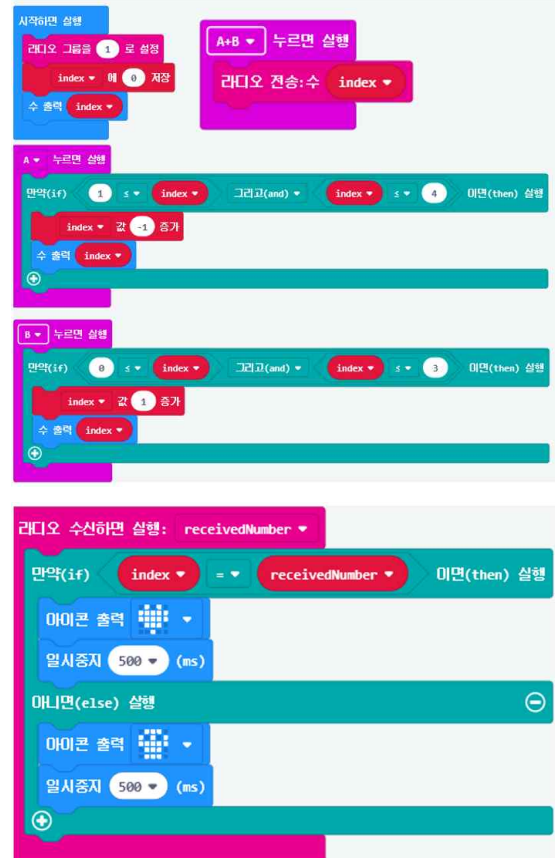 시작하면 실행
라디오 그룹을 1 로 설정
index 에 0 저장
수 출력 index
A+B 누르면 실행
라디오 전송:수 index
A 누르면 실행
만약(if) 1 ≤ index 그리고(and) index ≤ 4 이면(then) 실행
index 값 -1 증가
수 출력 index
B 누르면 실행
만약(if) 0 ≤ index 그리고(and) index ≤ 3 이면(then) 실행
index 값 1 증가
수 출력 index
라디오 수신하면 실행: receivedNumber
만약(if) index = receivedNumber 이면(then) 실행
아이콘 출력
일시중지 500 (ms)
아니면(else) 실행
아이콘 출력
일시중지 500 (ms)